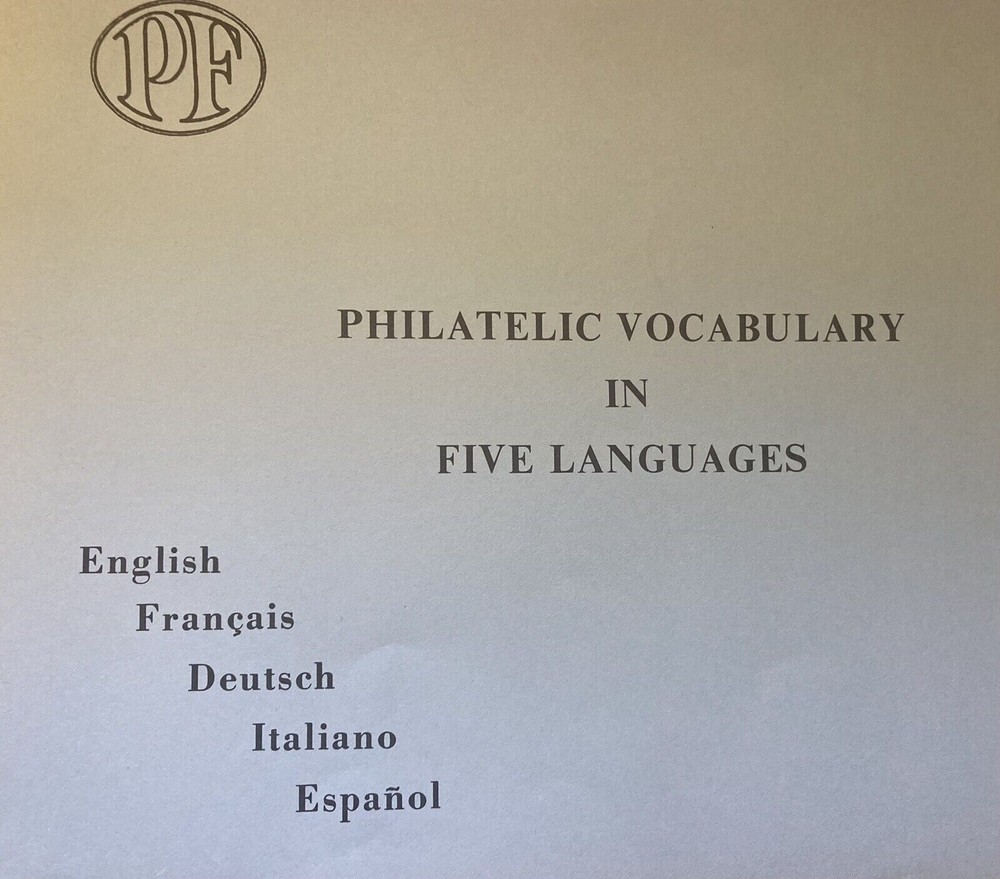 PF
PHILATELIC VOCABULARY
IN
FIVE LANGUAGES
English
Français
Deutsch
Italiano
Español